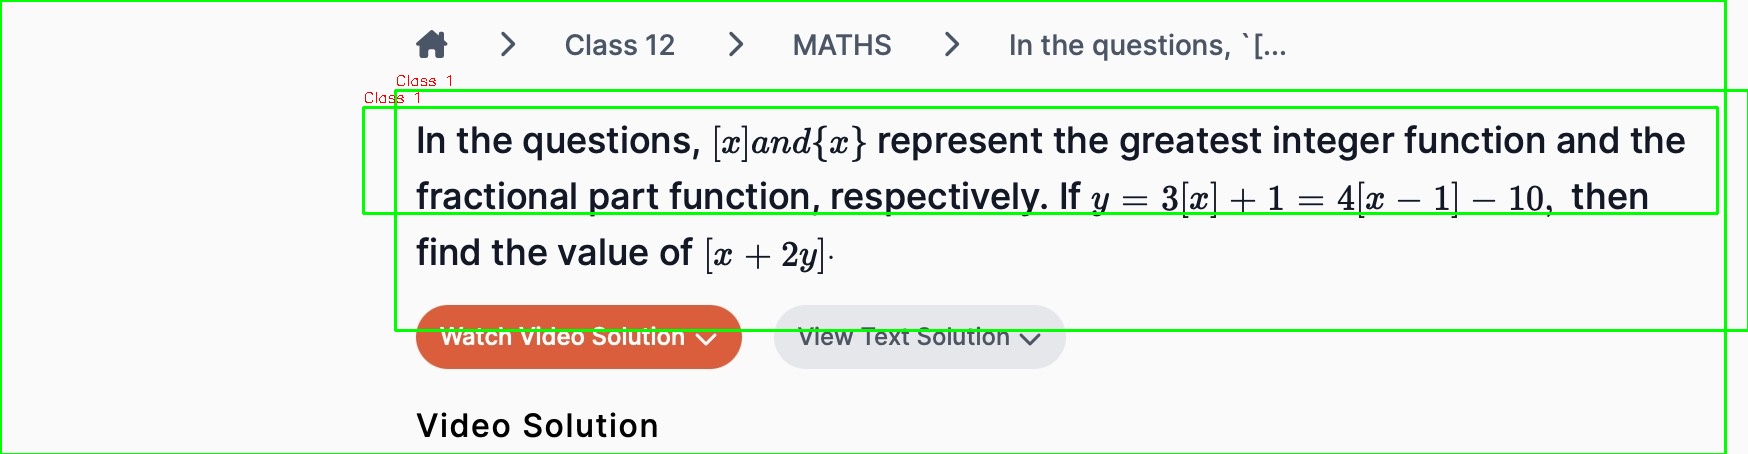 Class 12 MATHS In the questions, `[...
Class 1
Class 1
In the questions, [x]and{x} represent the greatest integer function and the
fractional part function, respectively. If y = 3[x] + 1 = 4[x − 1] − 10, then
find the value of [x + 2y]·
Watch Video Solution View Text Solution
Video Solution